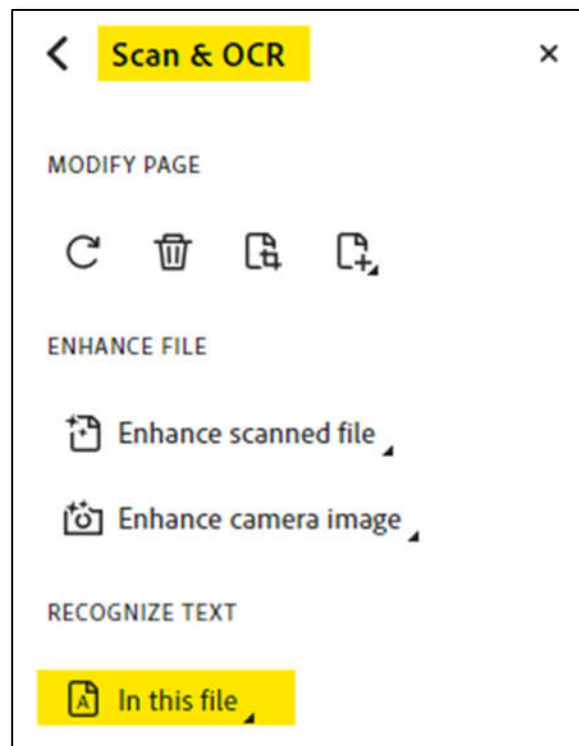 Scan & OCR
MODIFY PAGE
ENHANCE FILE
Enhance scanned file
Enhance camera image
RECOGNIZE TEXT
A In this file